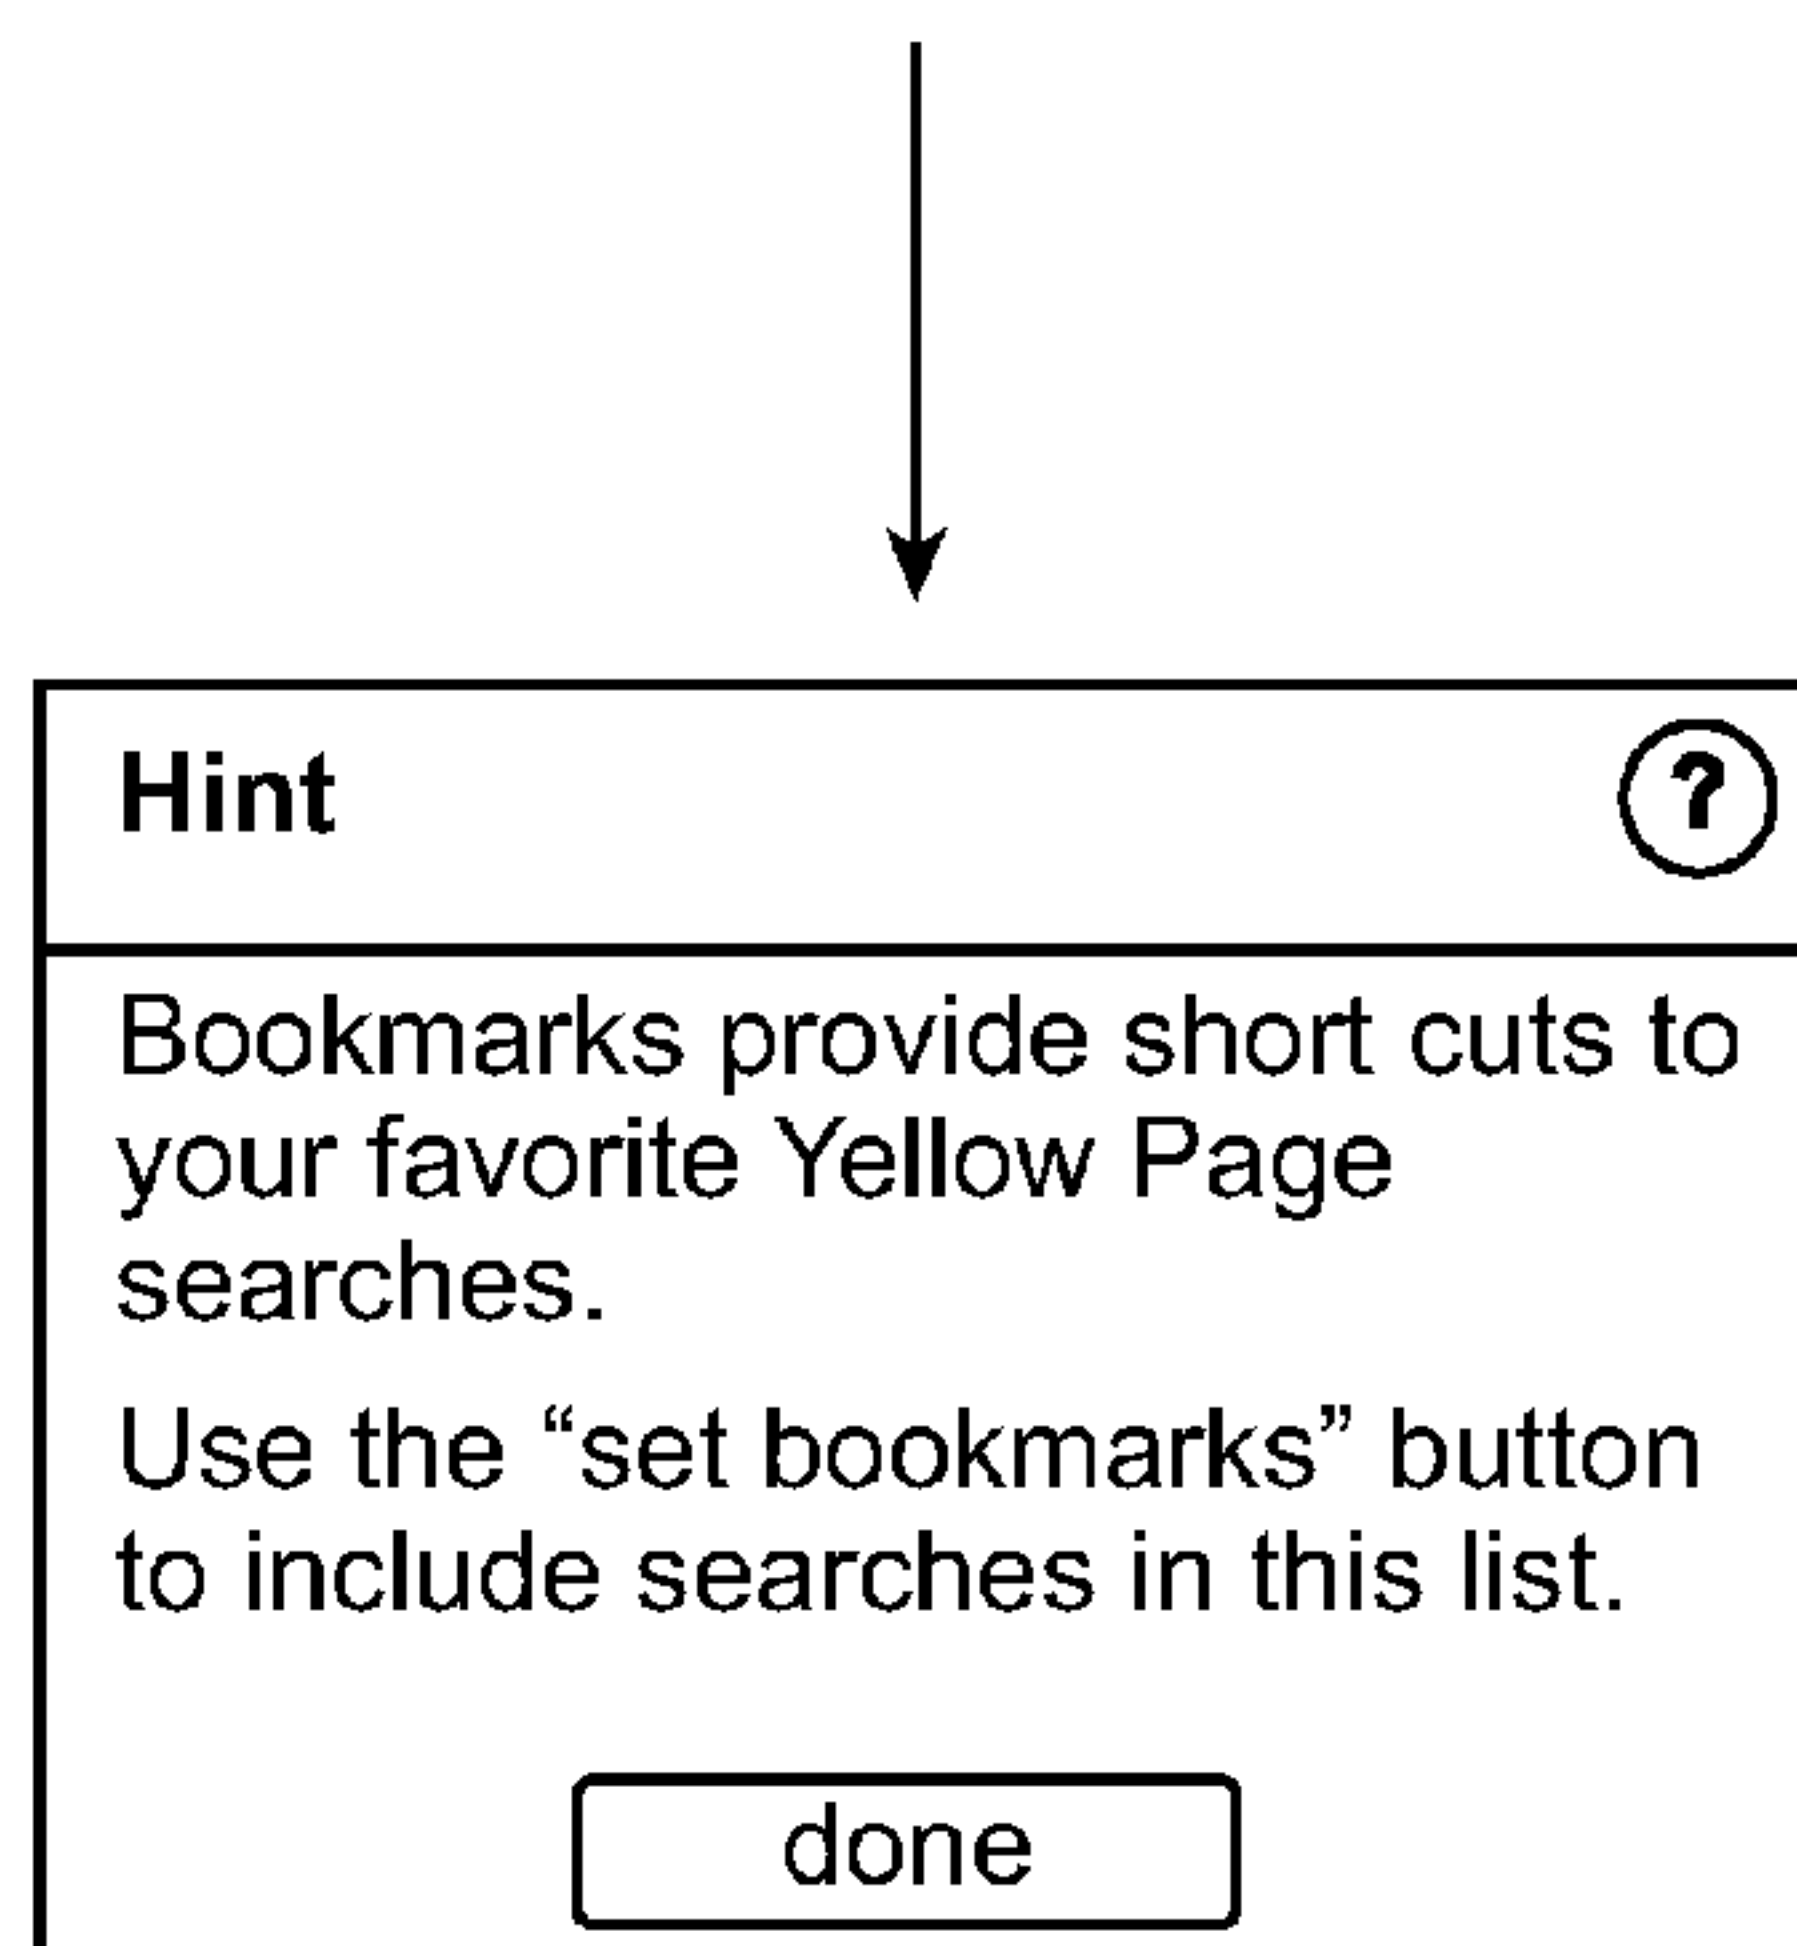 Hint ?
Bookmarks provide short cuts to
your favorite Yellow Page
searches.
Use the “set bookmarks” button
to include searches in this list.
done